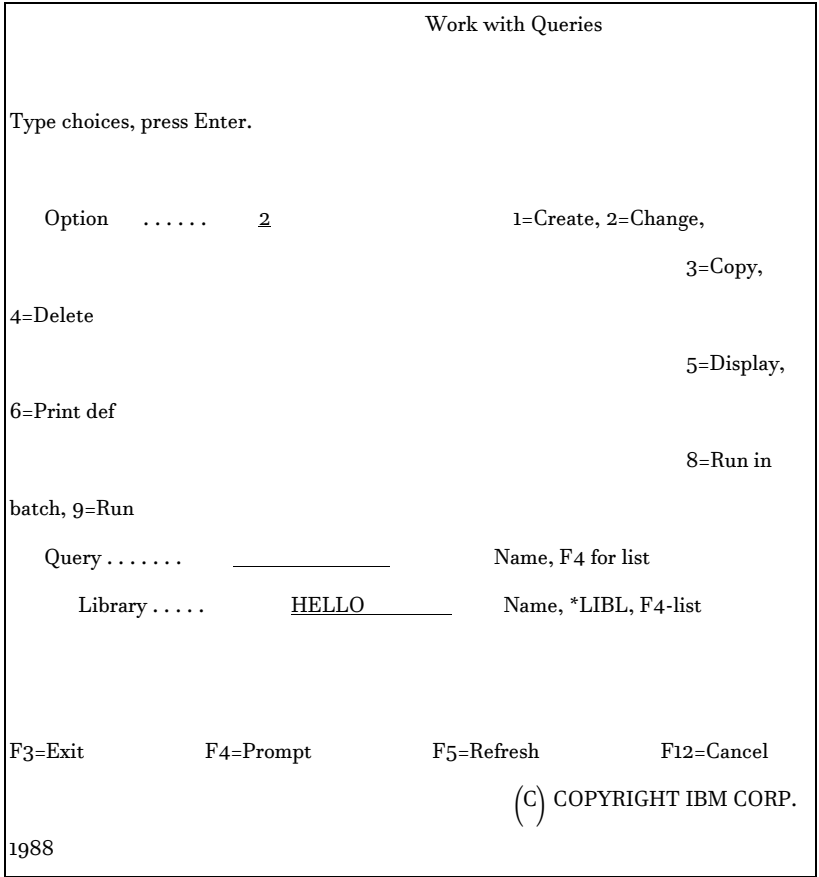 Work with Queries
Type choices, press Enter.
Option ...... 2 1=Create, 2=Change,
3=Copy,
4=Delete
5=Display,
6=Print def
8=Run in
batch, 9=Run
Query ....... Name, F4 for list
Library ..... HELLO Name, *LIBL, F4-list
F3=Exit F4=Prompt F5=Refresh F12=Cancel
(C) COPYRIGHT IBM CORP.
1988